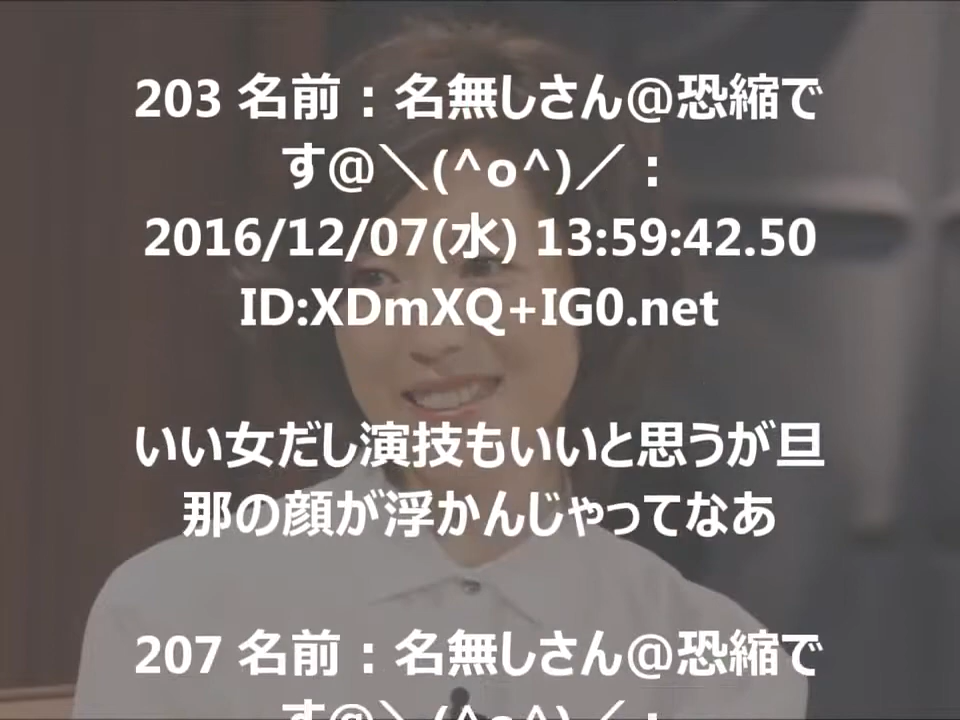 203 名前：名無しさん@恐縮で
す@＼(^o^)／：
2016/12/07(水) 13:59:42.50
ID:XDmXQ+IG0.net
いい女だし演技もいいと思うが旦
那の顔が浮かんじゃってなあ
207 名前：名無しさん@恐縮で
す@＼(^o^)／：